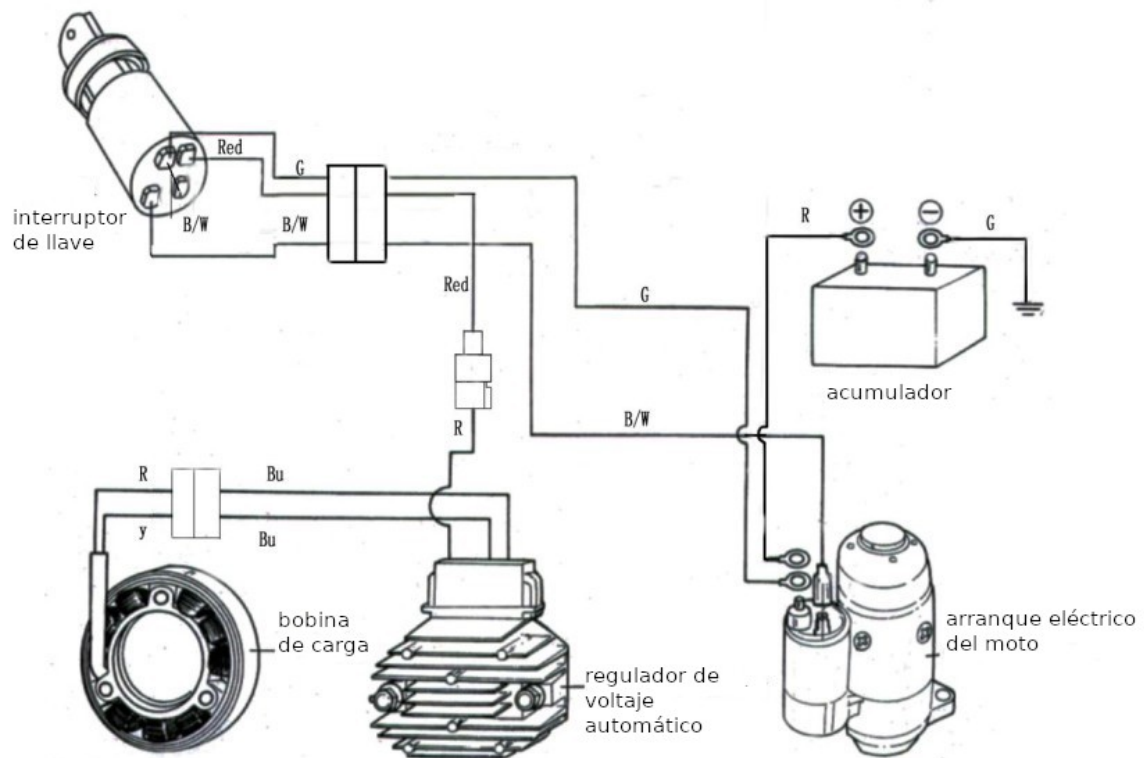 Red
G
interruptor
de llave
B/W
B/W
R
+
−
G
Red
G
acumulador
R
B/W
R
Bu
y
Bu
bobina
de carga
arranque eléctrico
del moto
regulador de
voltaje
automático